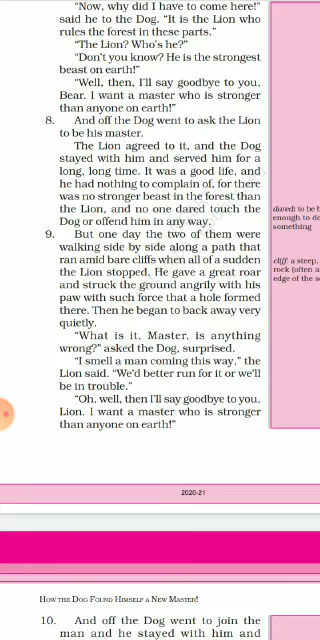 "Now, why did I have to come here!"
said he to the Dog. "It is the Lion who
rules the forest in these parts."
"The Lion? Who's he?"
"Don't you know? He is the strongest
beast on earth!"
"Well, then, I'll say goodbye to you,
Bear. I want a master who is stronger
than anyone on earth!"
8. And off the Dog went to ask the Lion
to be his master.
The Lion agreed to it, and the Dog
stayed with him and served him for a
long, long time. It was a good life, and
he had nothing to complain of, for there
was no stronger beast in the forest than
the Lion, and no one dared touch the
Dog or offend him in any way.
9. But one day the two of them were
walking side by side along a path that
ran amid bare cliffs when all of a sudden
the Lion stopped. He gave a great roar
and struck the ground angrily with his
paw with such force that a hole formed
there. Then he began to back away very
quietly.
"What is it, Master, is anything
wrong?" asked the Dog, surprised.
"I smell a man coming this way," the
Lion said. "We'd better run for it or we'll
be in trouble."
"Oh, well, then I'll say goodbye to you,
Lion. I want a master who is stronger
than anyone on earth!"
dared: to be
enough to do
something
cliff: a steep,
rock (often a
edge of the
2020-21
HOW THE DOG FOUND HIMSELF A NEW MASTER!
10. And off the Dog went to join the
man and he stayed with him and